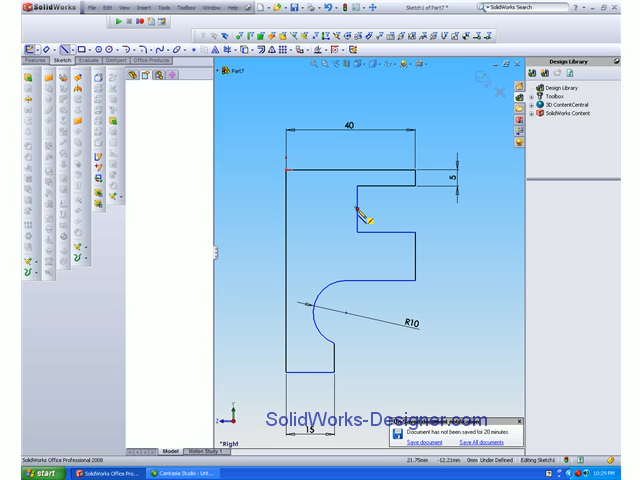 SolidWorks
File Edit View Insert Tools Toolbox Window Help
Sketch1 of Part7 *
SolidWorks Search
Features Sketch Evaluate DimXpert Office Products
Part7
Design Library
Design Library
Toolbox
3D ContentCentral
SolidWorks Content
40
5
R10
15
Y
Z
*Right
SolidWorks-Designer.com
Document has not been saved for 20 minutes.
Save document Save All documents
Model Motion Study 1
SolidWorks Office Professional 2008
21.75mm -12.21mm 0mm Under Defined Editing Sketch1
start
SolidWorks Office Pro...
Camtasia Studio - Unt...
10:29 PM